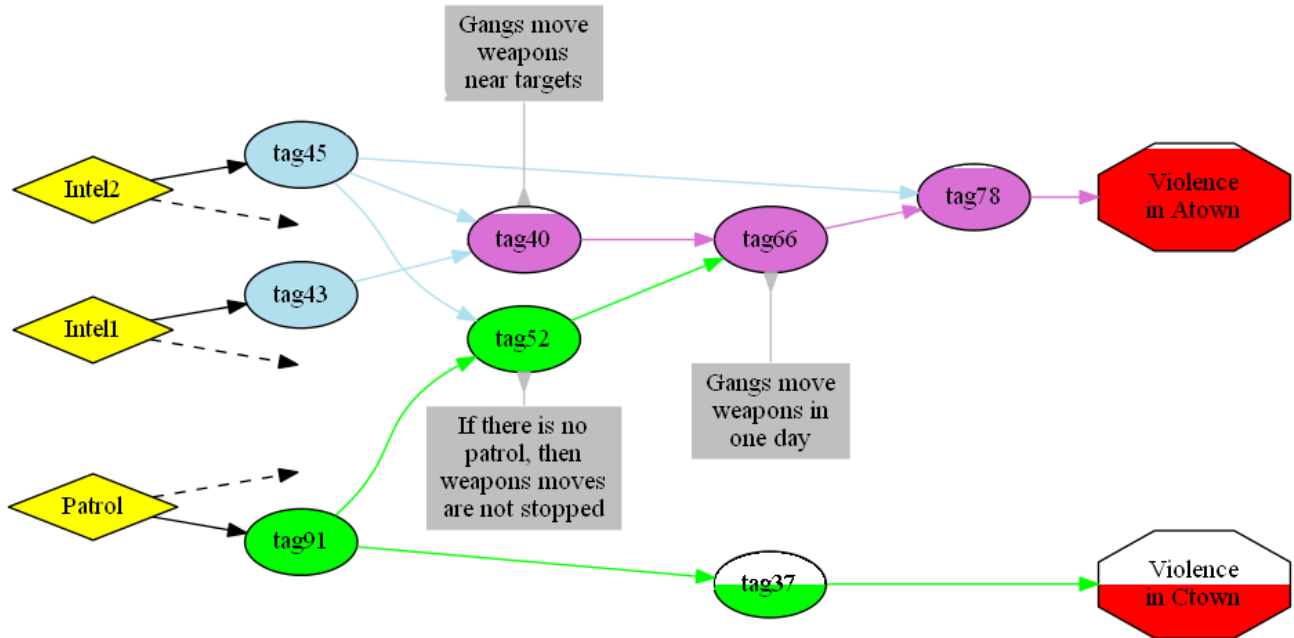 Gangs move
weapons
near targets
tag45
Intel2
Violence
in Atown
tag78
tag40
tag66
tag43
Intel1
tag52
Gangs move
weapons in
one day
If there is no
patrol, then
weapons moves
are not stopped
Patrol
tag91
tag37
Violence
in Ctown